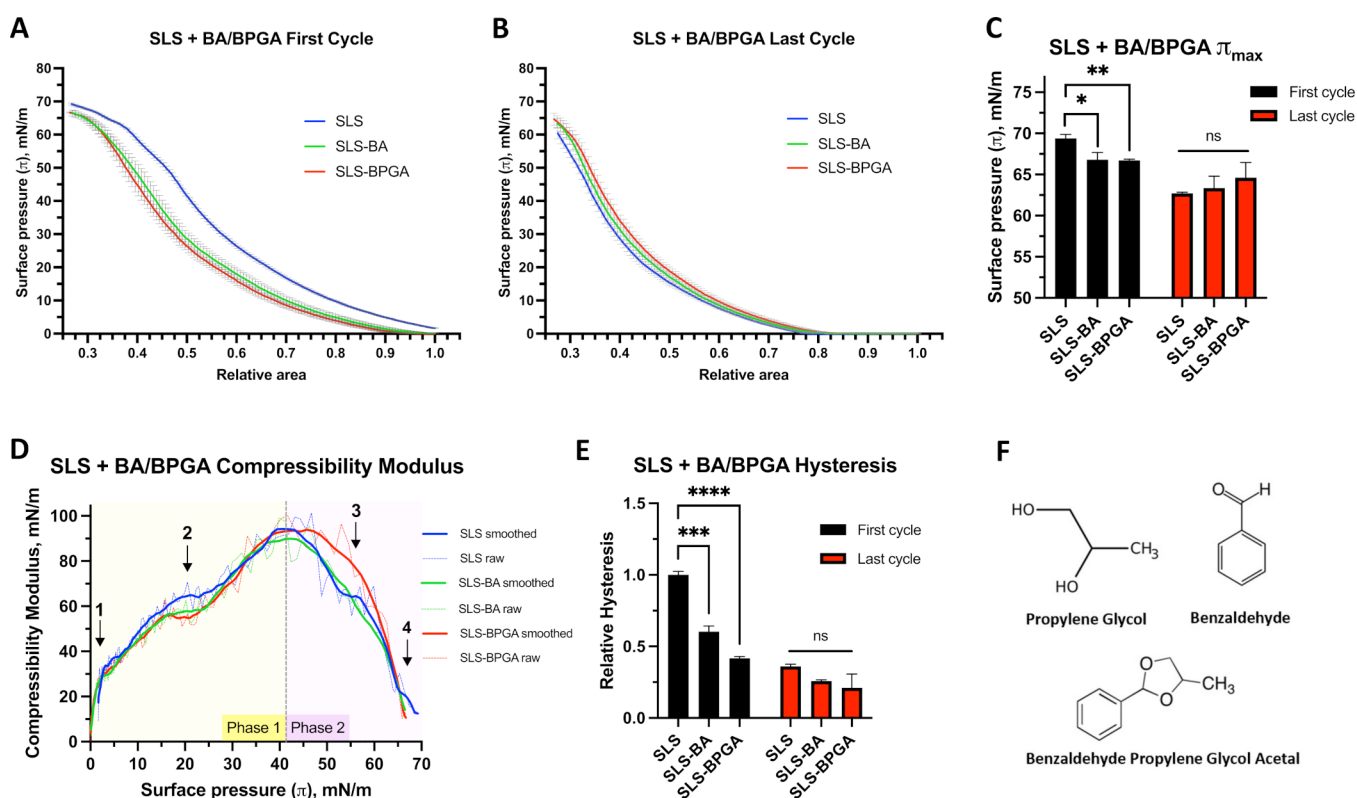 A
SLS + BA/BPGA First Cycle
Surface pressure (π), mN/m
80
70
60
50
40
30
20
10
0
0.3 0.4 0.5 0.6 0.7 0.8 0.9 1.0
Relative area
SLS
SLS-BA
SLS-BPGA
B
SLS + BA/BPGA Last Cycle
Surface pressure (π), mN/m
80
70
60
50
40
30
20
10
0
0.3 0.4 0.5 0.6 0.7 0.8 0.9 1.0
Relative area
SLS
SLS-BA
SLS-BPGA
C
SLS + BA/BPGA πmax
First cycle
Last cycle
Surface pressure (π), mN/m
75
70
65
60
55
50
**
*
ns
SLS
SLS-BA
SLS-BPGA
SLS
SLS-BA
SLS-BPGA
D
SLS + BA/BPGA Compressibility Modulus
Compressibility Modulus, mN/m
100
80
60
40
20
0
1
2
3
4
Phase 1
Phase 2
0 10 20 30 40 50 60 70
Surface pressure (π), mN/m
SLS smoothed
SLS raw
SLS-BA smoothed
SLS-BA raw
SLS-BPGA smoothed
SLS-BPGA raw
E
SLS + BA/BPGA Hysteresis
Relative Hysteresis
1.5
1.0
0.5
0.0
****
***
ns
First cycle
Last cycle
SLS
SLS-BA
SLS-BPGA
SLS
SLS-BA
SLS-BPGA
F
HO
CH3
HO
Propylene Glycol
O
H
Benzaldehyde
O
CH3
O
Benzaldehyde Propylene Glycol Acetal